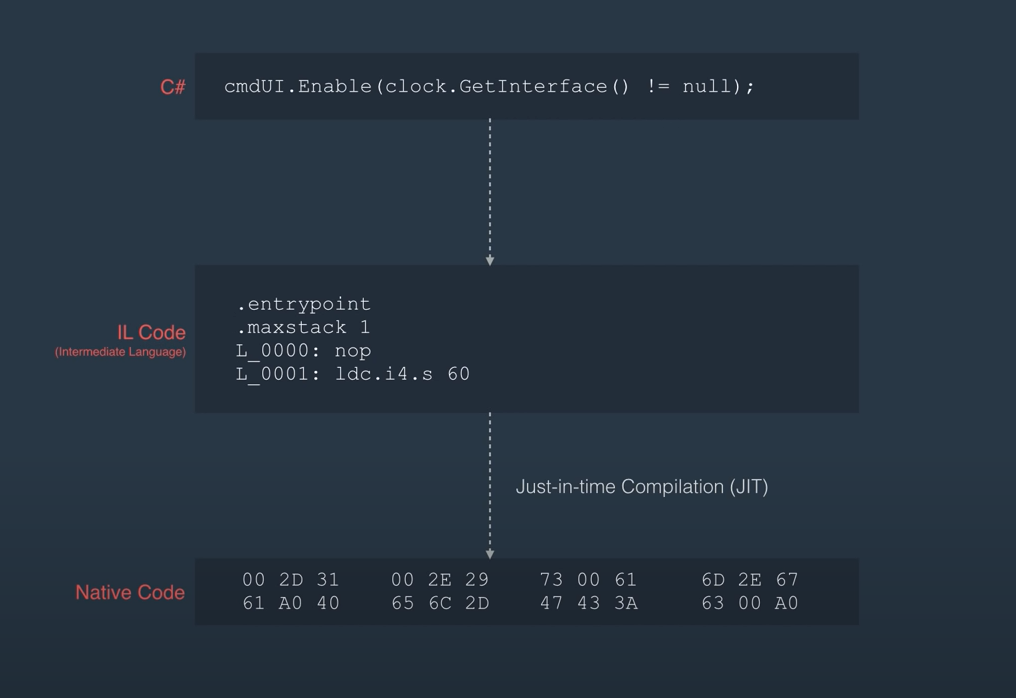 C#
cmdUI.Enable(clock.GetInterface() != null);
IL Code
(Intermediate Language)
.entrypoint
.maxstack 1
L_0000: nop
L_0001: ldc.i4.s 60
Just-in-time Compilation (JIT)
Native Code
00 2D 31 00 2E 29 73 00 61 6D 2E 67
61 A0 40 65 6C 2D 47 43 3A 63 00 A0